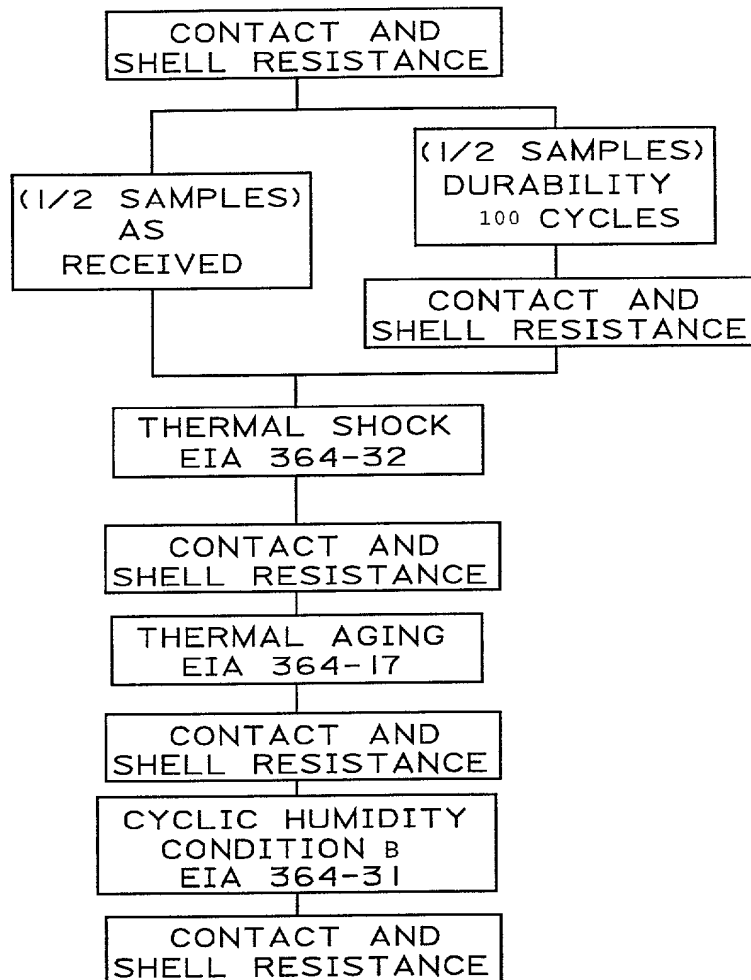 CONTACT AND
SHELL RESISTANCE
(1/2 SAMPLES)
AS
RECEIVED
(1/2 SAMPLES)
DURABILITY
100 CYCLES
CONTACT AND
SHELL RESISTANCE
THERMAL SHOCK
EIA 364-32
CONTACT AND
SHELL RESISTANCE
THERMAL AGING
EIA 364-17
CONTACT AND
SHELL RESISTANCE
CYCLIC HUMIDITY
CONDITION B
EIA 364-31
CONTACT AND
SHELL RESISTANCE